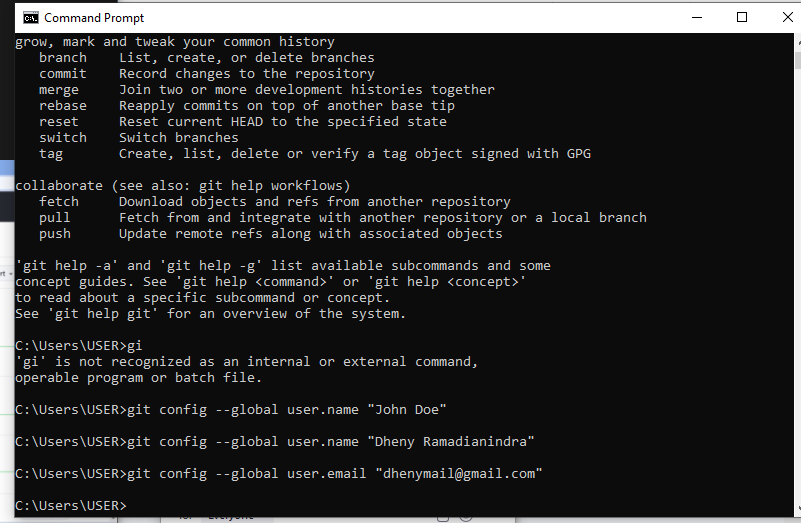 Command Prompt
grow, mark and tweak your common history
   branch    List, create, or delete branches
   commit    Record changes to the repository
   merge     Join two or more development histories together
   rebase    Reapply commits on top of another base tip
   reset     Reset current HEAD to the specified state
   switch    Switch branches
   tag       Create, list, delete or verify a tag object signed with GPG
collaborate (see also: git help workflows)
   fetch     Download objects and refs from another repository
   pull      Fetch from and integrate with another repository or a local branch
   push      Update remote refs along with associated objects
'git help -a' and 'git help -g' list available subcommands and some
concept guides. See 'git help <command>' or 'git help <concept>'
to read about a specific subcommand or concept.
See 'git help git' for an overview of the system.
C:\Users\USER>gi
'gi' is not recognized as an internal or external command,
operable program or batch file.
C:\Users\USER>git config --global user.name "John Doe"
C:\Users\USER>git config --global user.name "Dheny Ramadianindra"
C:\Users\USER>git config --global user.email "dhenymail@gmail.com"
C:\Users\USER>